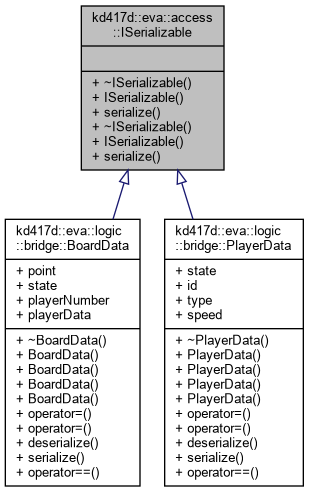 kd417d::eva::access
::ISerializable
+ ~ISerializable()
+ ISerializable()
+ serialize()
+ ~ISerializable()
+ ISerializable()
+ serialize()
kd417d::eva::logic
::bridge::BoardData
+ point
+ state
+ playerNumber
+ playerData
+ ~BoardData()
+ BoardData()
+ BoardData()
+ BoardData()
+ BoardData()
+ operator=()
+ operator=()
+ deserialize()
+ serialize()
+ operator==()
kd417d::eva::logic
::bridge::PlayerData
+ state
+ id
+ type
+ speed
+ ~PlayerData()
+ PlayerData()
+ PlayerData()
+ PlayerData()
+ PlayerData()
+ operator=()
+ operator=()
+ deserialize()
+ serialize()
+ operator==()